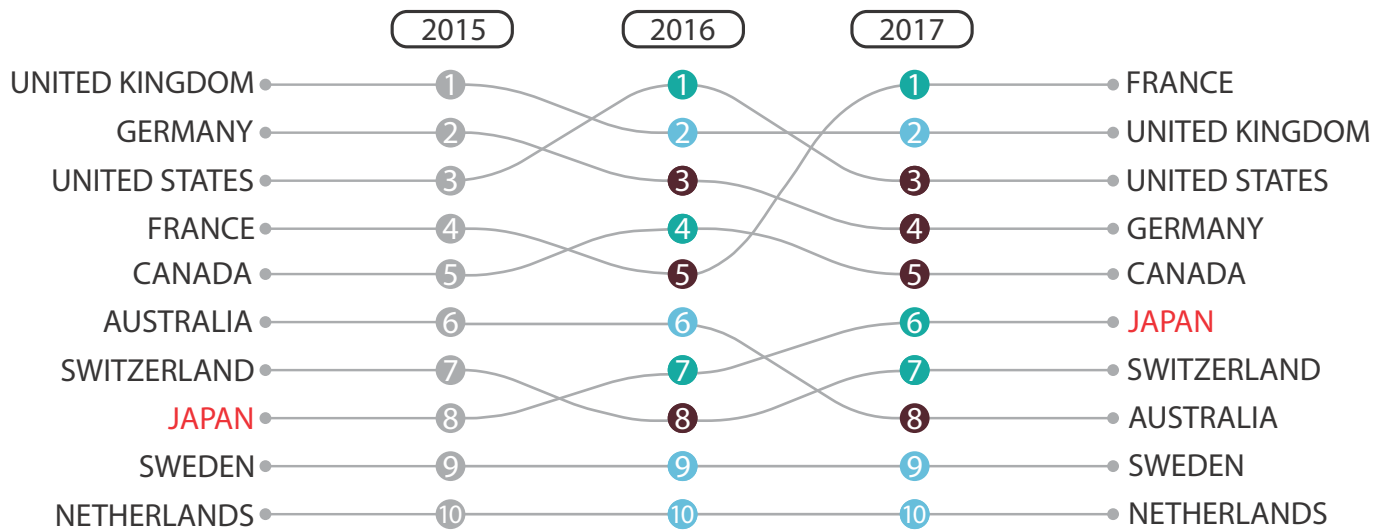 2015 2016 2017
UNITED KINGDOM 1 1 1 FRANCE
GERMANY 2 2 2 UNITED KINGDOM
UNITED STATES 3 3 3 UNITED STATES
FRANCE 4 4 4 GERMANY
CANADA 5 5 5 CANADA
AUSTRALIA 6 6 6 JAPAN
SWITZERLAND 7 7 7 SWITZERLAND
JAPAN 8 8 8 AUSTRALIA
SWEDEN 9 9 9 SWEDEN
NETHERLANDS 10 10 10 NETHERLANDS